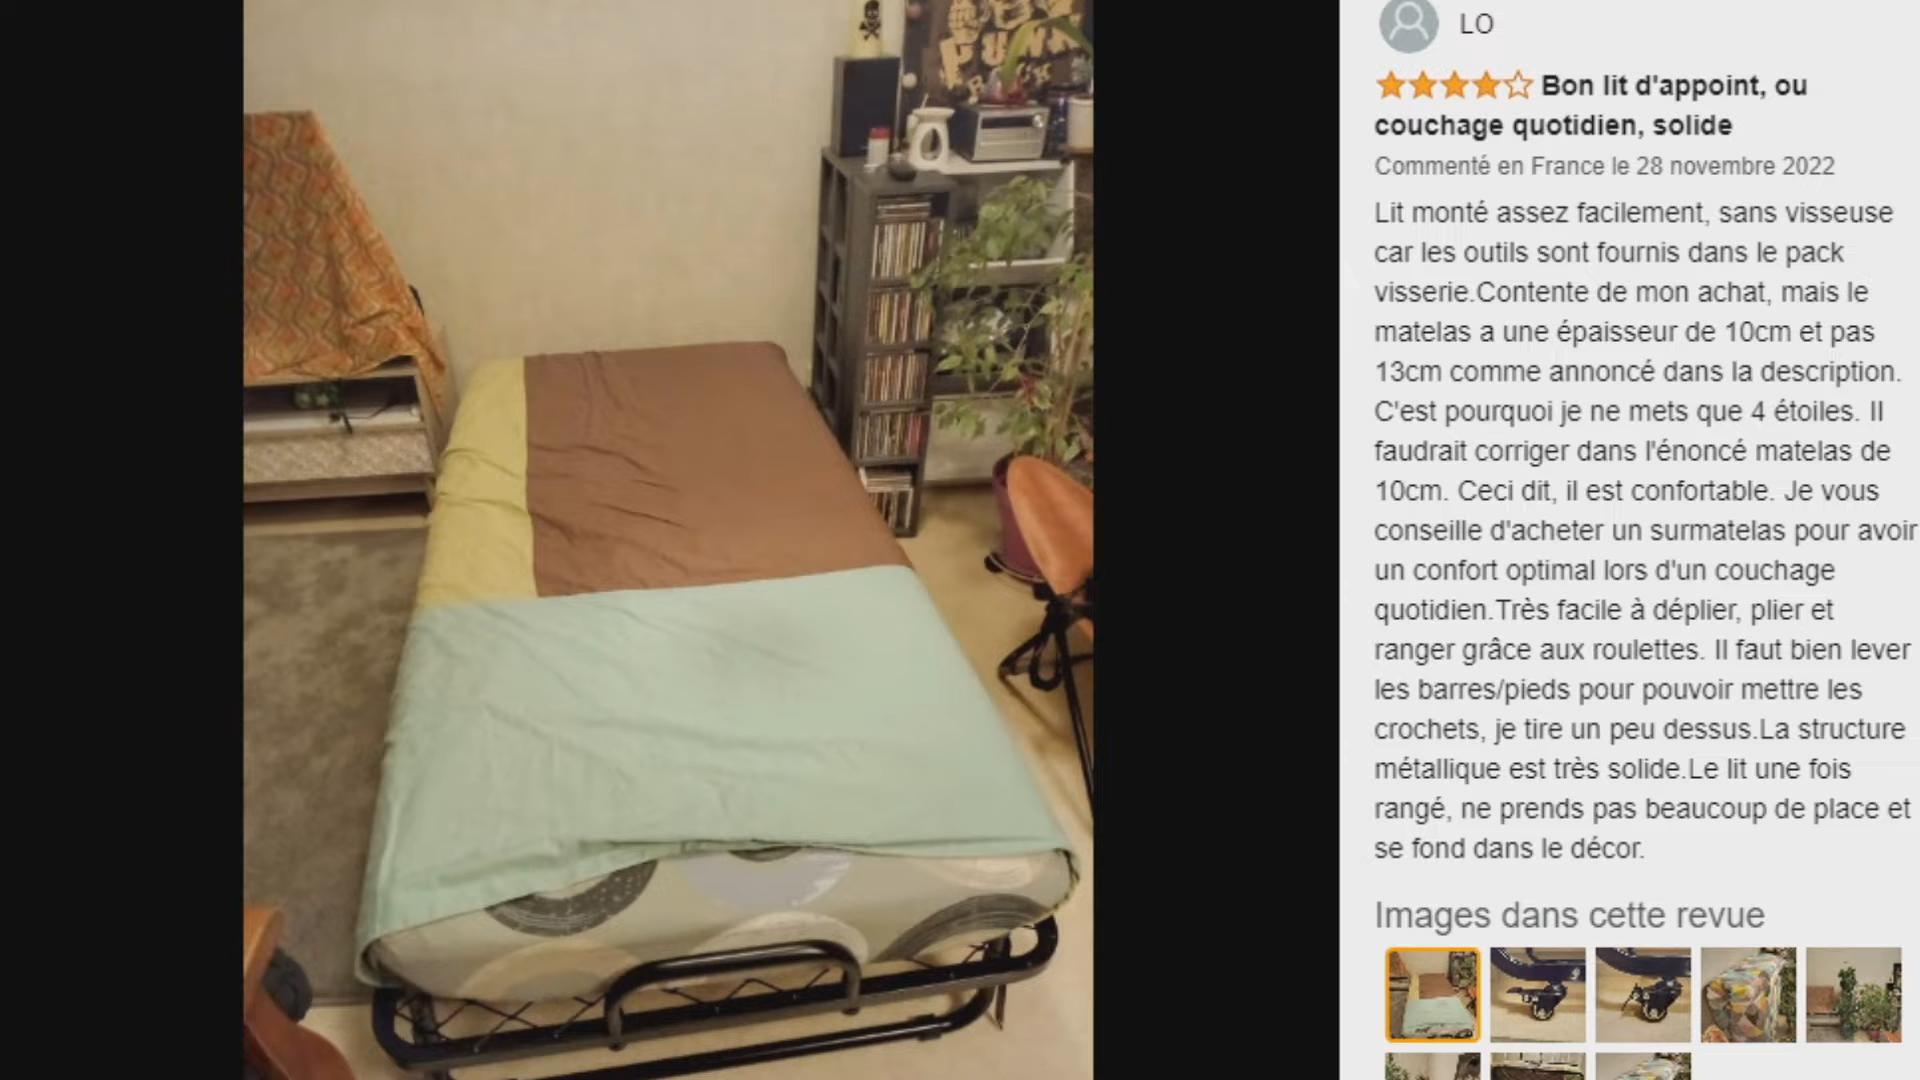 LO
Bon lit d'appoint, ou
couchage quotidien, solide
Commenté en France le 28 novembre 2022
Lit monté assez facilement, sans visseuse
car les outils sont fournis dans le pack
visserie.Contente de mon achat, mais le
matelas a une épaisseur de 10cm et pas
13cm comme annoncé dans la description.
C'est pourquoi je ne mets que 4 étoiles. Il
faudrait corriger dans l'énoncé matelas de
10cm. Ceci dit, il est confortable. Je vous
conseille d'acheter un surmatelas pour avoir
un confort optimal lors d'un couchage
quotidien.Très facile à déplier, plier et
ranger grâce aux roulettes. Il faut bien lever
les barres/pieds pour pouvoir mettre les
crochets, je tire un peu dessus.La structure
métallique est très solide.Le lit une fois
rangé, ne prends pas beaucoup de place et
se fond dans le décor.
Images dans cette revue